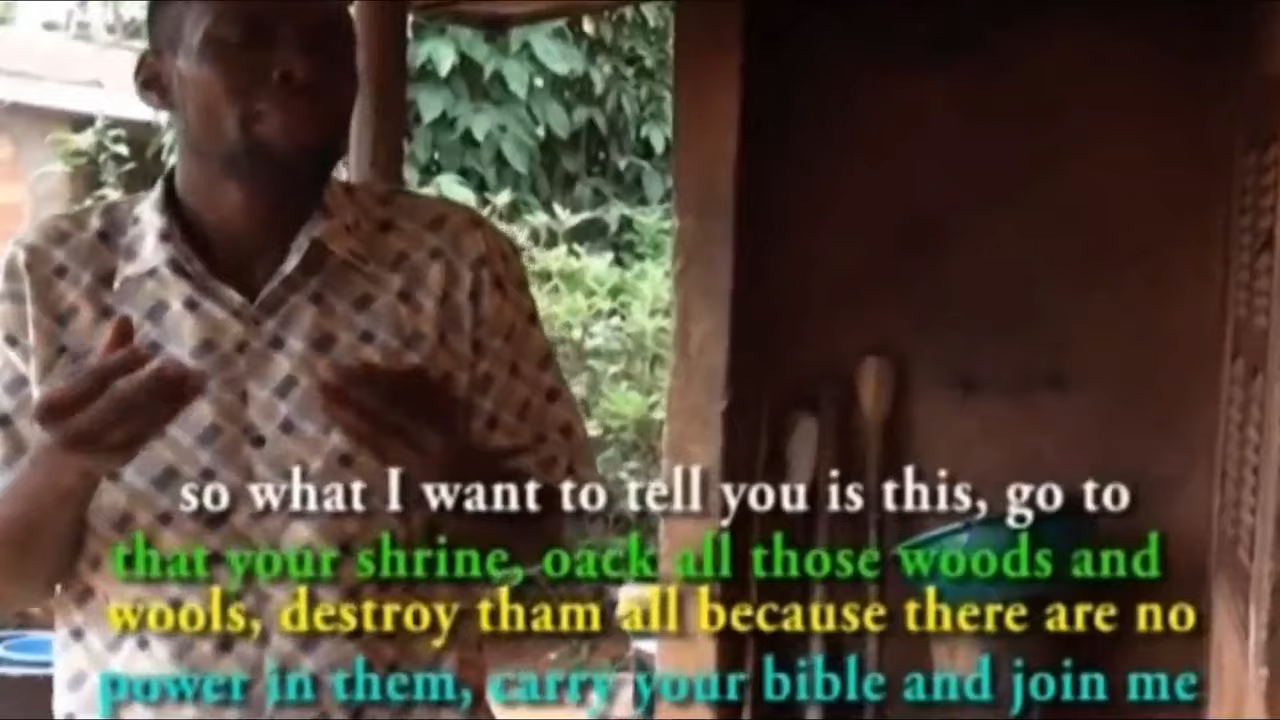 so what I want to tell you is this, go to
that your shrine, oack all those woods and
wools, destroy tham all because there are no
power in them, carry your bible and join me